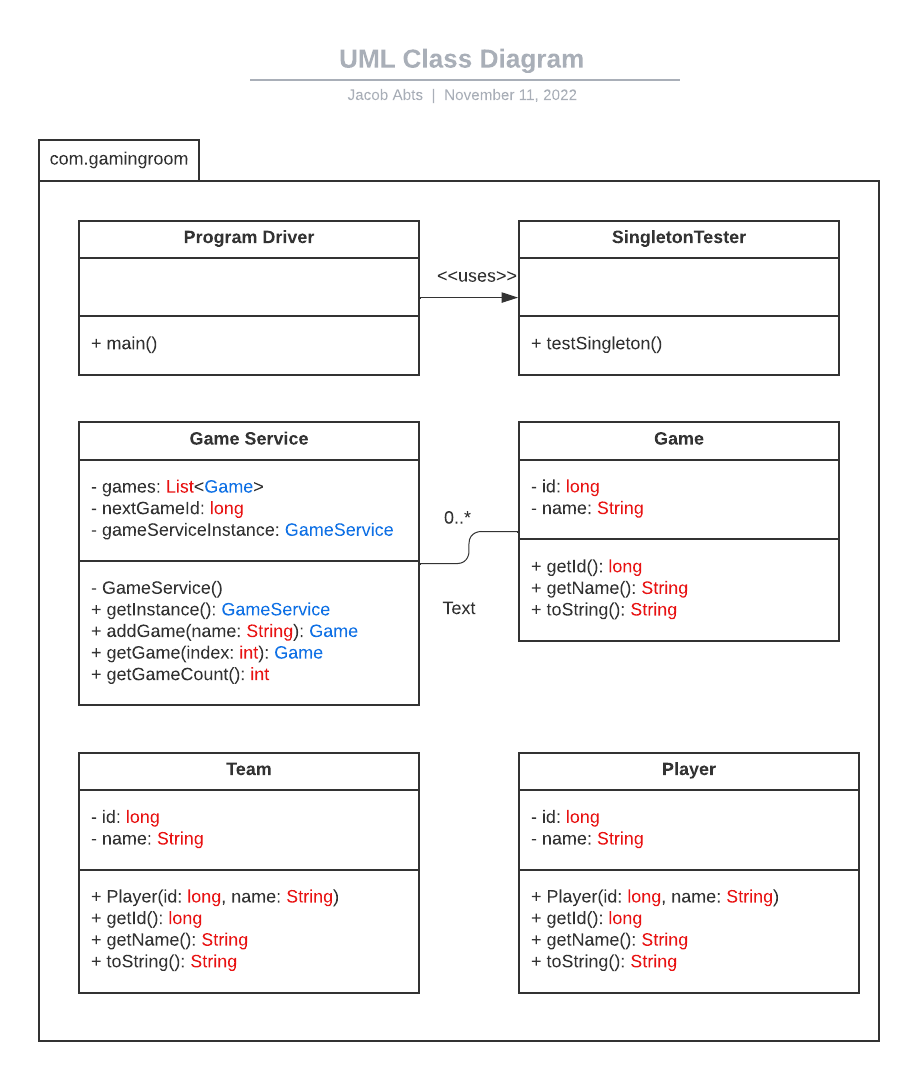 UML Class Diagram
Jacob Abts | November 11, 2022
com.gamingroom
Program Driver
+ main()
<<uses>>
SingletonTester
+ testSingleton()
Game Service
- games: List<Game>
- nextGameId: long
- gameServiceInstance: GameService
- GameService()
+ getInstance(): GameService
+ addGame(name: String): Game
+ getGame(index: int): Game
+ getGameCount(): int
0..*
Text
Game
- id: long
- name: String
+ getId(): long
+ getName(): String
+ toString(): String
Team
- id: long
- name: String
+ Player(id: long, name: String)
+ getId(): long
+ getName(): String
+ toString(): String
Player
- id: long
- name: String
+ Player(id: long, name: String)
+ getId(): long
+ getName(): String
+ toString(): String